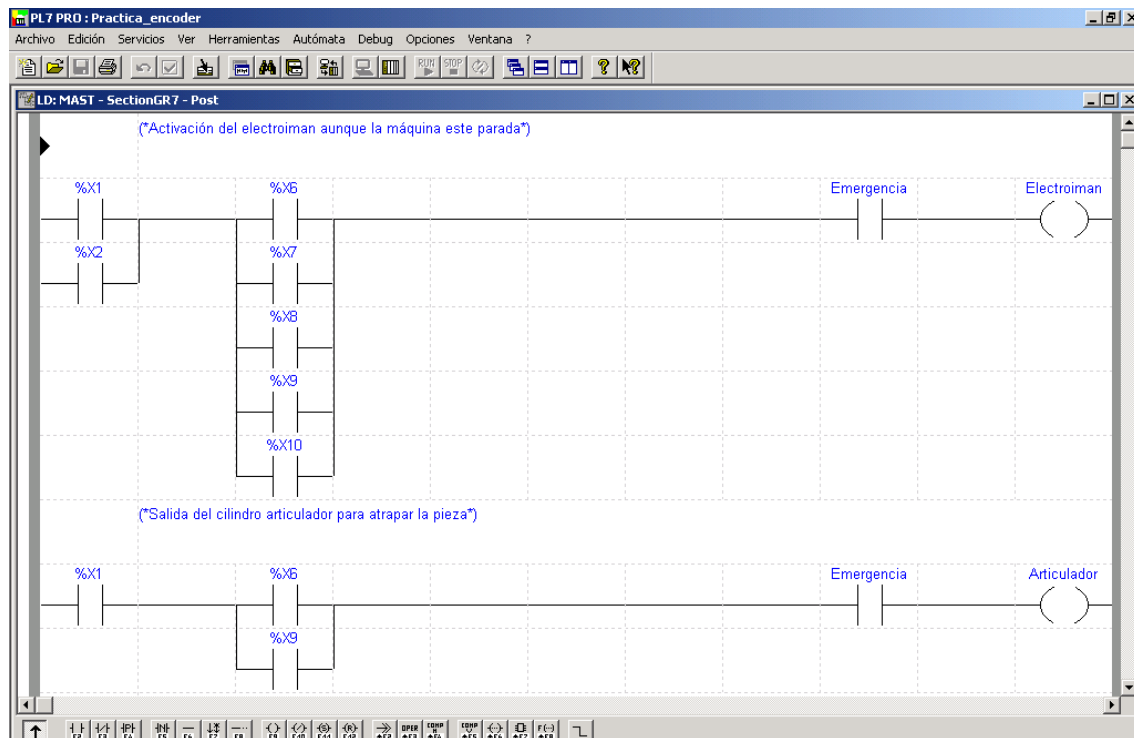 PL7 PRO : Practica_encoder
Archivo Edición Servicios Ver Herramientas Autómata Debug Opciones Ventana ?
RUN STOP
LD: MAST - SectionGR7 - Post
(*Activación del electroiman aunque la máquina este parada*)
%X1 %X6 Emergencia Electroiman
%X2 %X7
%X8
%X9
%X10
(*Salida del cilindro articulador para atrapar la pieza*)
%X1 %X6 Emergencia Articulador
%X9